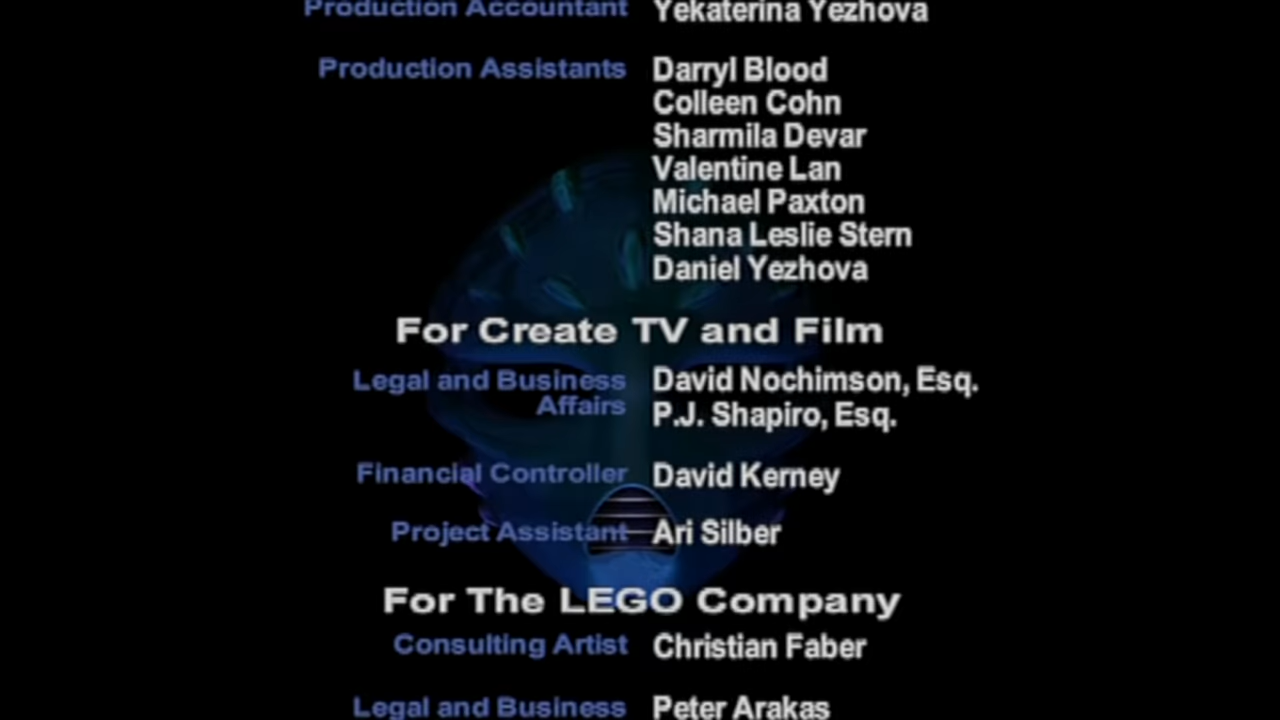 Production Accountant Yekaterina Yezhova
Production Assistants Darryl Blood
Colleen Cohn
Sharmila Devar
Valentine Lan
Michael Paxton
Shana Leslie Stern
Daniel Yezhova
For Create TV and Film
Legal and Business David Nochimson, Esq.
Affairs P.J. Shapiro, Esq.
Financial Controller David Kerney
Project Assistant Ari Silber
For The LEGO Company
Consulting Artist Christian Faber
Legal and Business Peter Arakas